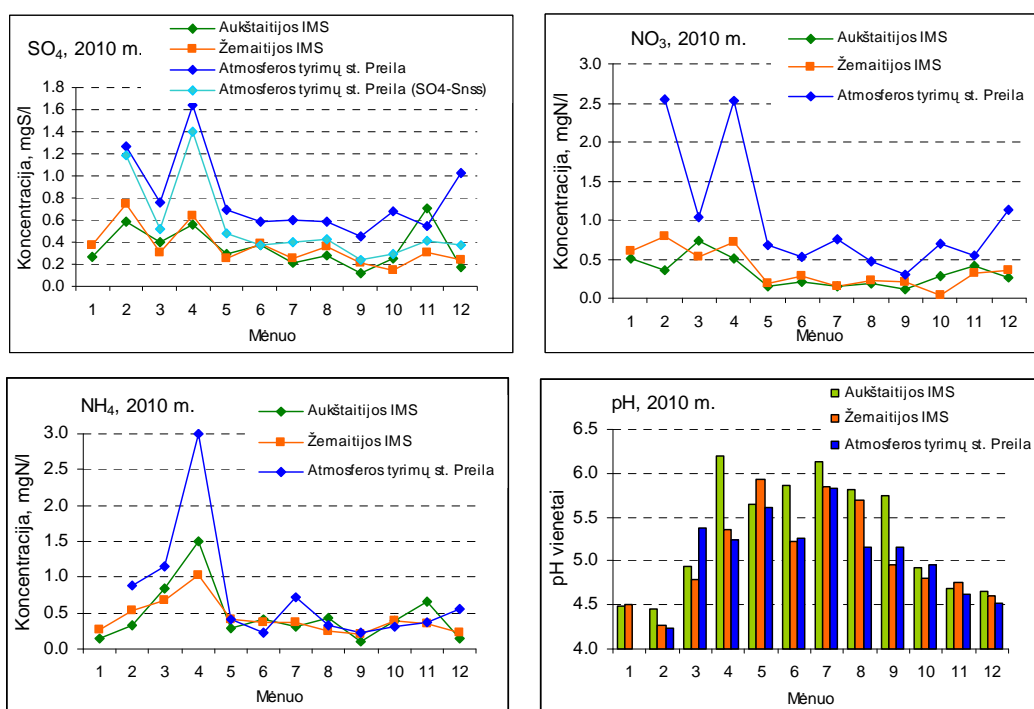 SO4, 2010 m.
Aukštaitijos IMS
Žemaitijos IMS
Atmosferos tyrimų st. Preila
Atmosferos tyrimų st. Preila (SO4-Snss)
Koncentracija, mgS/l
1.8
1.6
1.4
1.2
1.0
0.8
0.6
0.4
0.2
0.0
1 2 3 4 5 6 7 8 9 10 11 12
Mėnuo
NO3, 2010 m.
Aukštaitijos IMS
Žemaitijos IMS
Atmosferos tyrimų st. Preila
Koncentracija, mgN/l
3.0
2.5
2.0
1.5
1.0
0.5
0.0
1 2 3 4 5 6 7 8 9 10 11 12
Mėnuo
NH4, 2010 m.
Aukštaitijos IMS
Žemaitijos IMS
Atmosferos tyrimų st. Preila
Koncentracija, mgN/l
3.0
2.5
2.0
1.5
1.0
0.5
0.0
1 2 3 4 5 6 7 8 9 10 11 12
Mėnuo
pH, 2010 m.
Aukštaitijos IMS
Žemaitijos IMS
Atmosferos tyrimų st. Preila
pH vienetai
6.5
6.0
5.5
5.0
4.5
4.0
1 2 3 4 5 6 7 8 9 10 11 12
Mėnuo